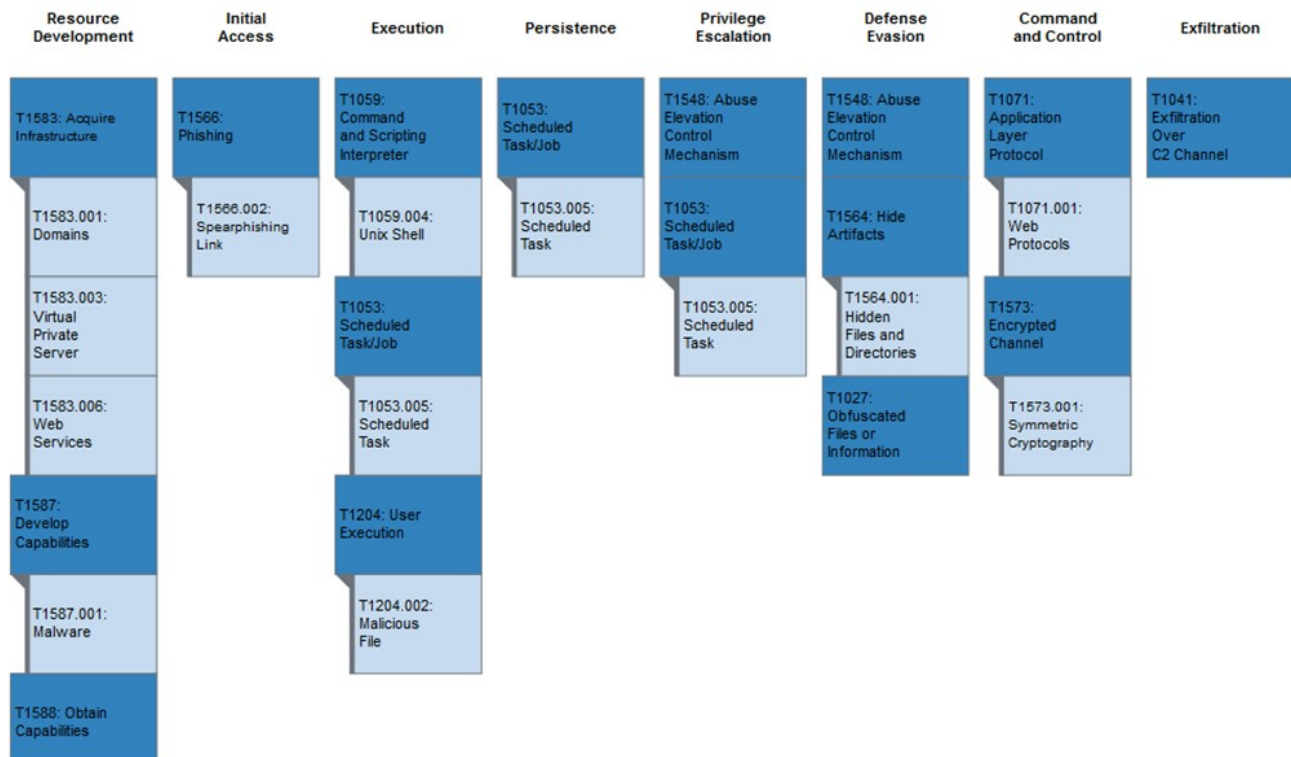 Resource
Development
Initial
Access
Execution
Persistence
Privilege
Escalation
Defense
Evasion
Command
and Control
Exfiltration
T1583: Acquire
Infrastructure
T1583.001:
Domains
T1583.003:
Virtual
Private
Server
T1583.006:
Web
Services
T1587:
Develop
Capabilities
T1587.001:
Malware
T1588: Obtain
Capabilities
T1566:
Phishing
T1566.002:
Spearphishing
Link
T1059:
Command
and Scripting
Interpreter
T1059.004:
Unix Shell
T1053:
Scheduled
Task/Job
T1053.005:
Scheduled
Task
T1204: User
Execution
T1204.002:
Malicious
File
T1053:
Scheduled
Task/Job
T1053.005:
Scheduled
Task
T1548: Abuse
Elevation
Control
Mechanism
T1053:
Scheduled
Task/Job
T1053.005:
Scheduled
Task
T1548: Abuse
Elevation
Control
Mechanism
T1564: Hide
Artifacts
T1564.001:
Hidden
Files and
Directories
T1027:
Obfuscated
Files or
Information
T1071:
Application
Layer
Protocol
T1071.001:
Web
Protocols
T1573:
Encrypted
Channel
T1573.001:
Symmetric
Cryptography
T1041:
Exfiltration
Over
C2 Channel